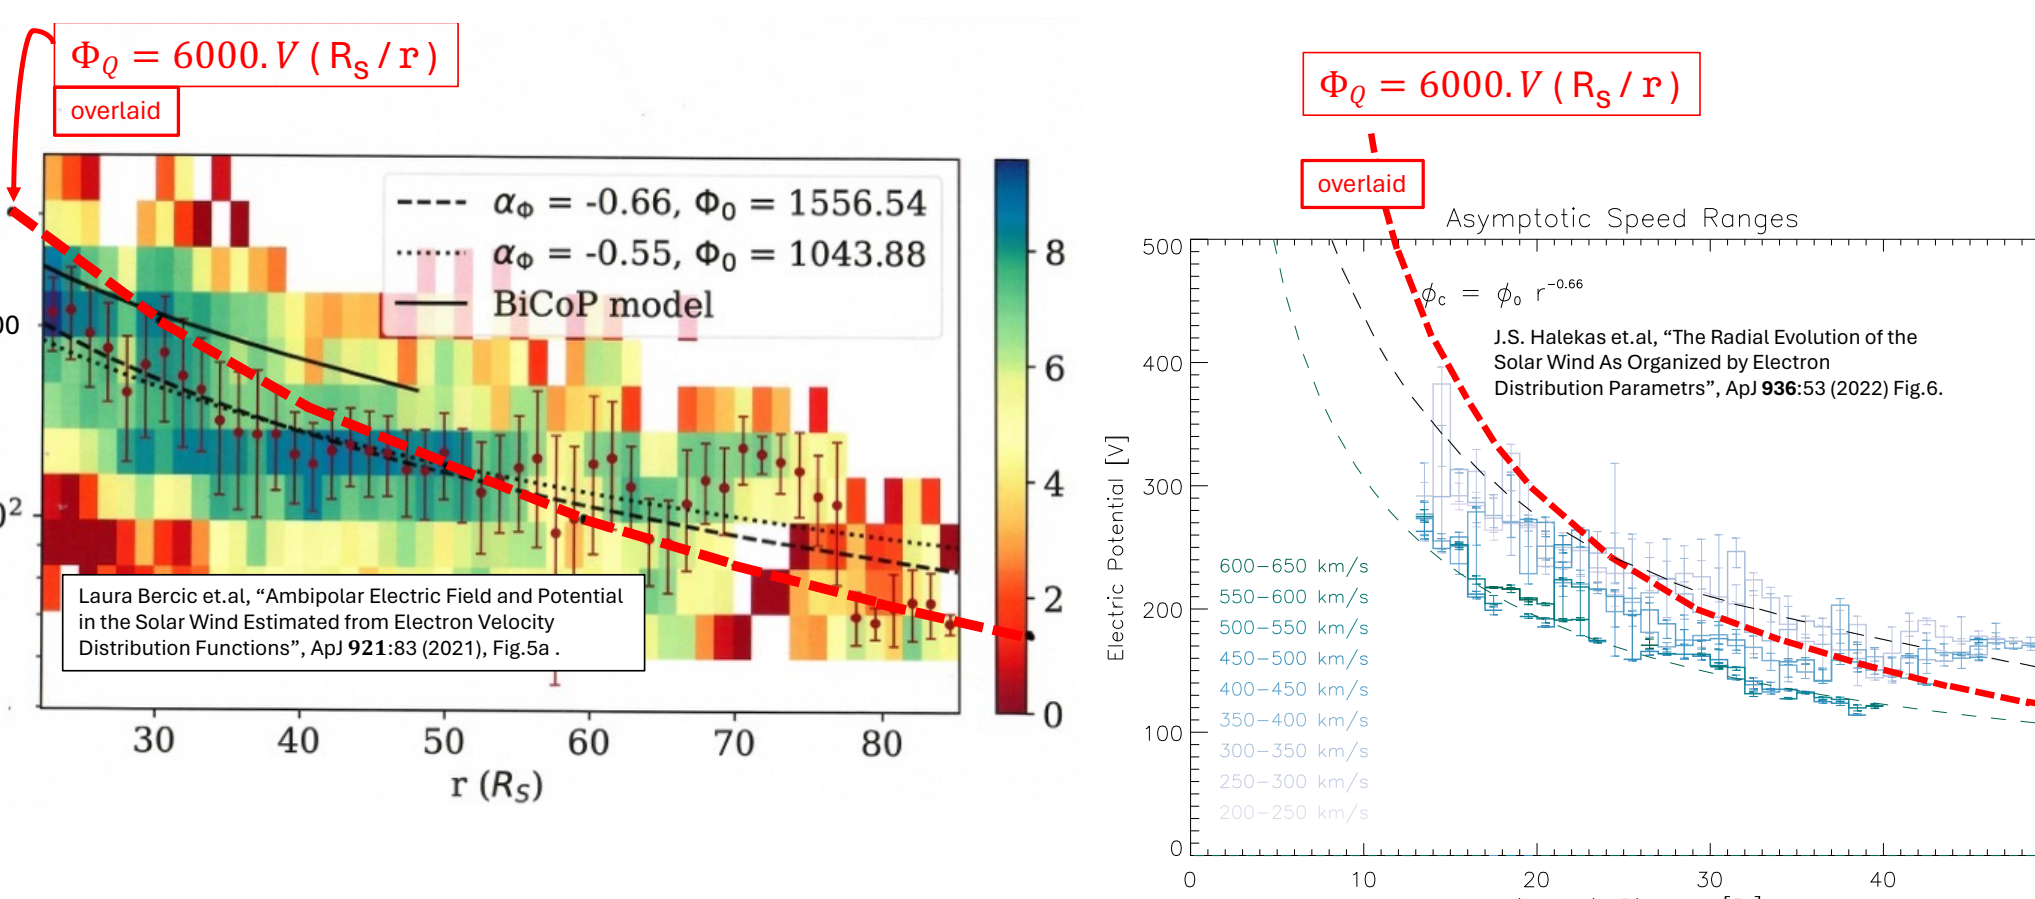 Φ_Q = 6000.V (R_S / r)
overlaid
α_Φ = -0.66, Φ_0 = 1556.54
α_Φ = -0.55, Φ_0 = 1043.88
BiCoP model
00
0²
Laura Bercic et.al, “Ambipolar Electric Field and Potential
in the Solar Wind Estimated from Electron Velocity
Distribution Functions”, ApJ 921:83 (2021), Fig.5a .
30 40 50 60 70 80
r (R_S)
8
6
4
2
0
Φ_Q = 6000.V (R_S / r)
overlaid
Asymptotic Speed Ranges
ϕ_C = ϕ_0 r^-0.66
J.S. Halekas et.al, “The Radial Evolution of the
Solar Wind As Organized by Electron
Distribution Parametrs”, ApJ 936:53 (2022) Fig.6.
Electric Potential [V]
500
400
300
200
100
0
600-650 km/s
550-600 km/s
500-550 km/s
450-500 km/s
400-450 km/s
350-400 km/s
300-350 km/s
250-300 km/s
200-250 km/s
0 10 20 30 40